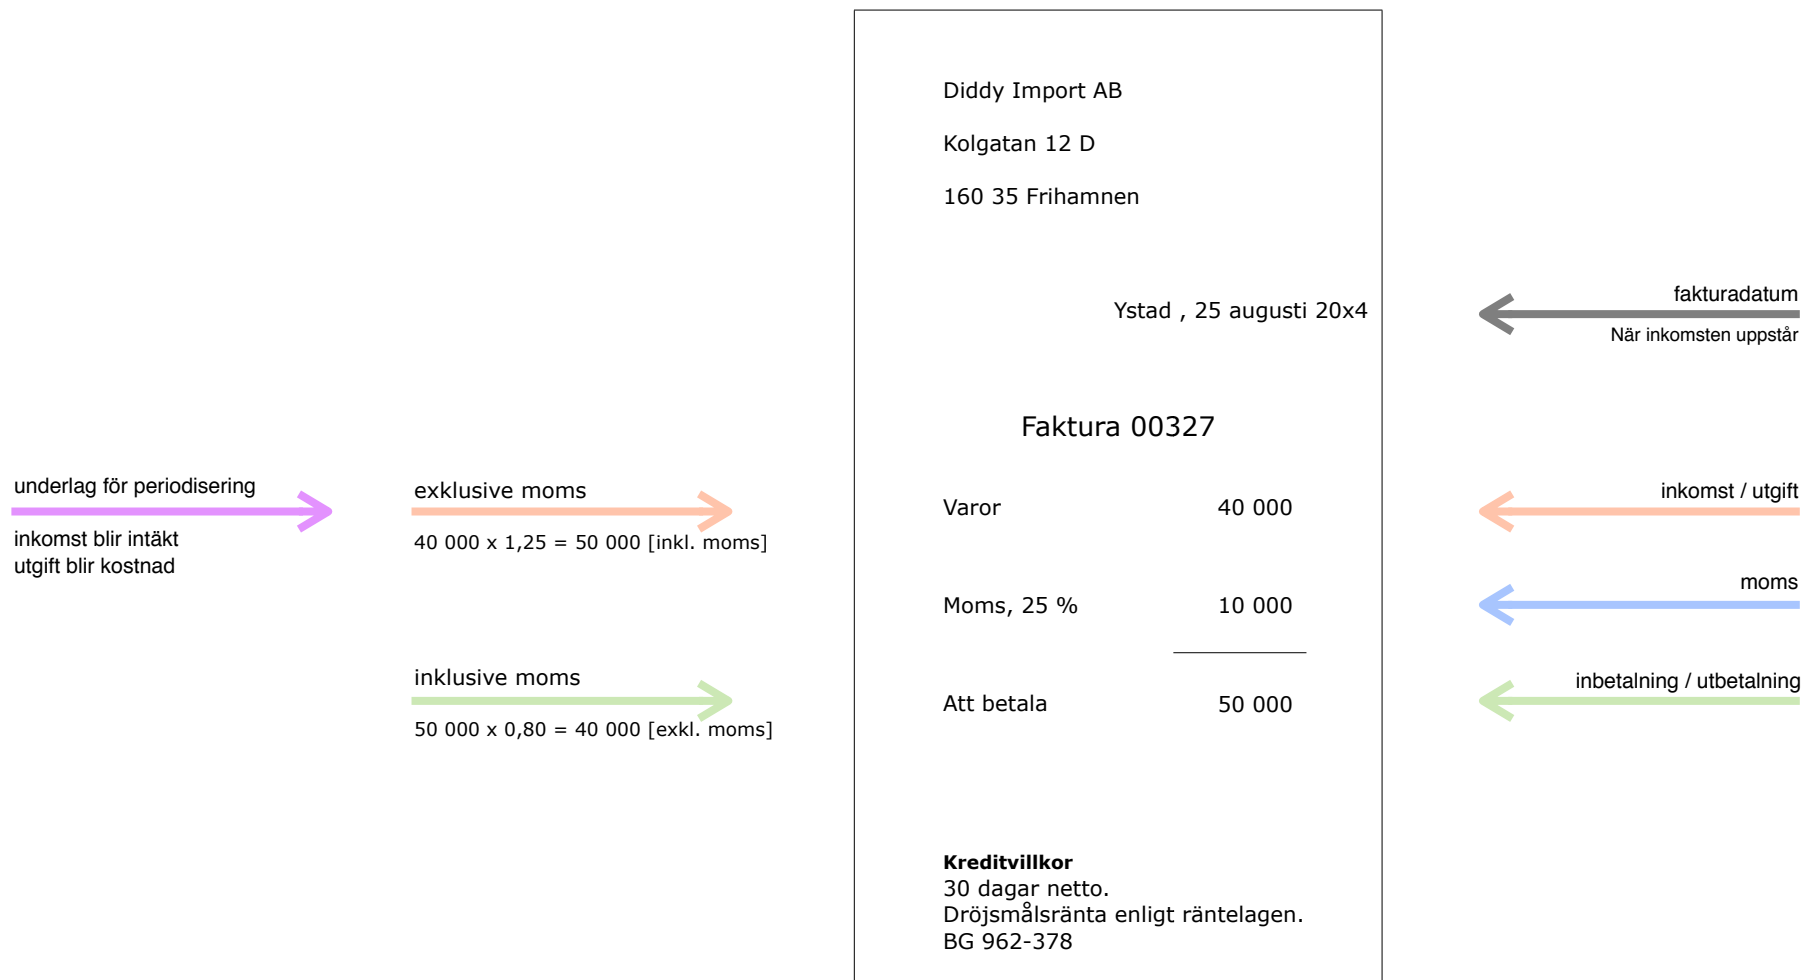 Diddy Import AB
Kolgatan 12 D
160 35 Frihamnen
Ystad , 25 augusti 20x4
fakturadatum
När inkomsten uppstår
Faktura 00327
underlag för periodisering
inkomst blir intäkt
utgift blir kostnad
exklusive moms
40 000 x 1,25 = 50 000 [inkl. moms]
Varor 40 000
inkomst / utgift
Moms, 25 % 10 000
moms
inklusive moms
50 000 x 0,80 = 40 000 [exkl. moms]
Att betala 50 000
inbetalning / utbetalning
Kreditvillkor
30 dagar netto.
Dröjsmålsränta enligt räntelagen.
BG 962-378